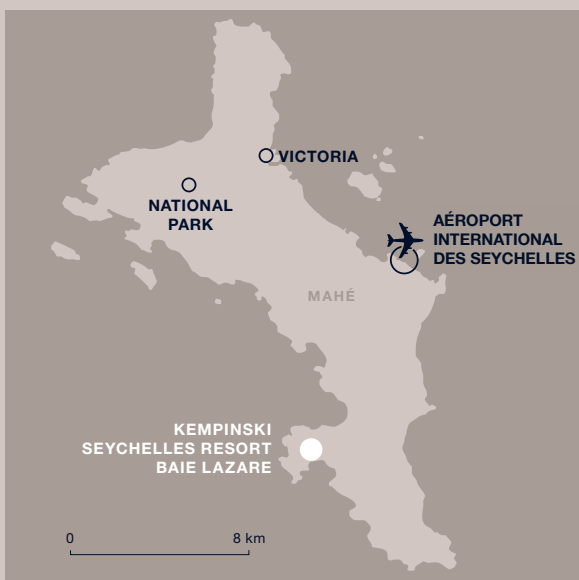 VICTORIA
NATIONAL
PARK
AÉROPORT
INTERNATIONAL
DES SEYCHELLES
MAHÉ
KEMPINSKI
SEYCHELLES RESORT
BAIE LAZARE
0 8 km